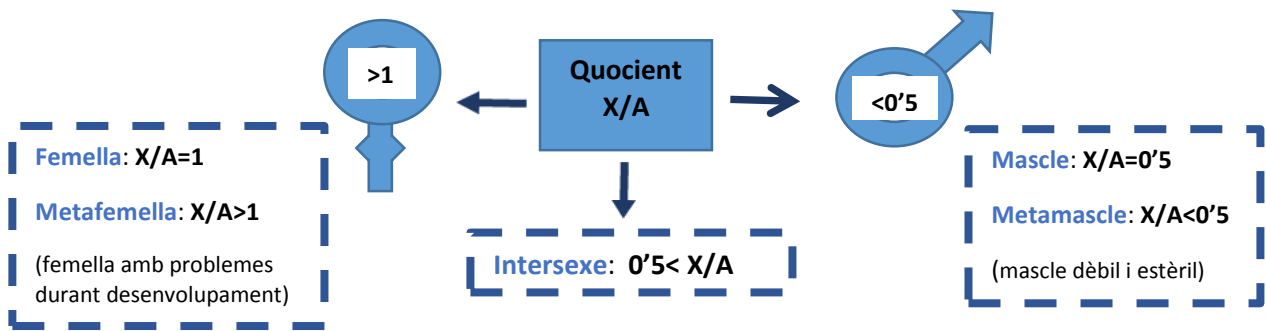 >1
Quocient
X/A
<0'5
Femella: X/A=1
Metafemella: X/A>1
(femella amb problemes
durant desenvolupament)
Intersexe: 0'5< X/A
Mascle: X/A=0'5
Metamascle: X/A<0'5
(mascle dèbil i estèril)